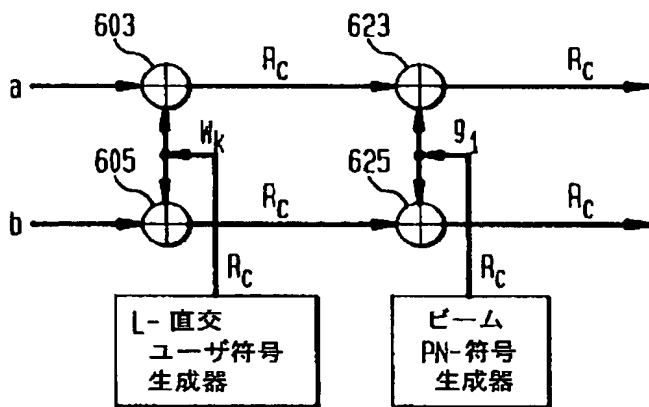 603
623
a
R_C
R_C
W_k
g_1
605
625
b
R_C
R_C
R_C
R_C
L-直交
ユーザ符号
生成器
ビーム
PN-符号
生成器